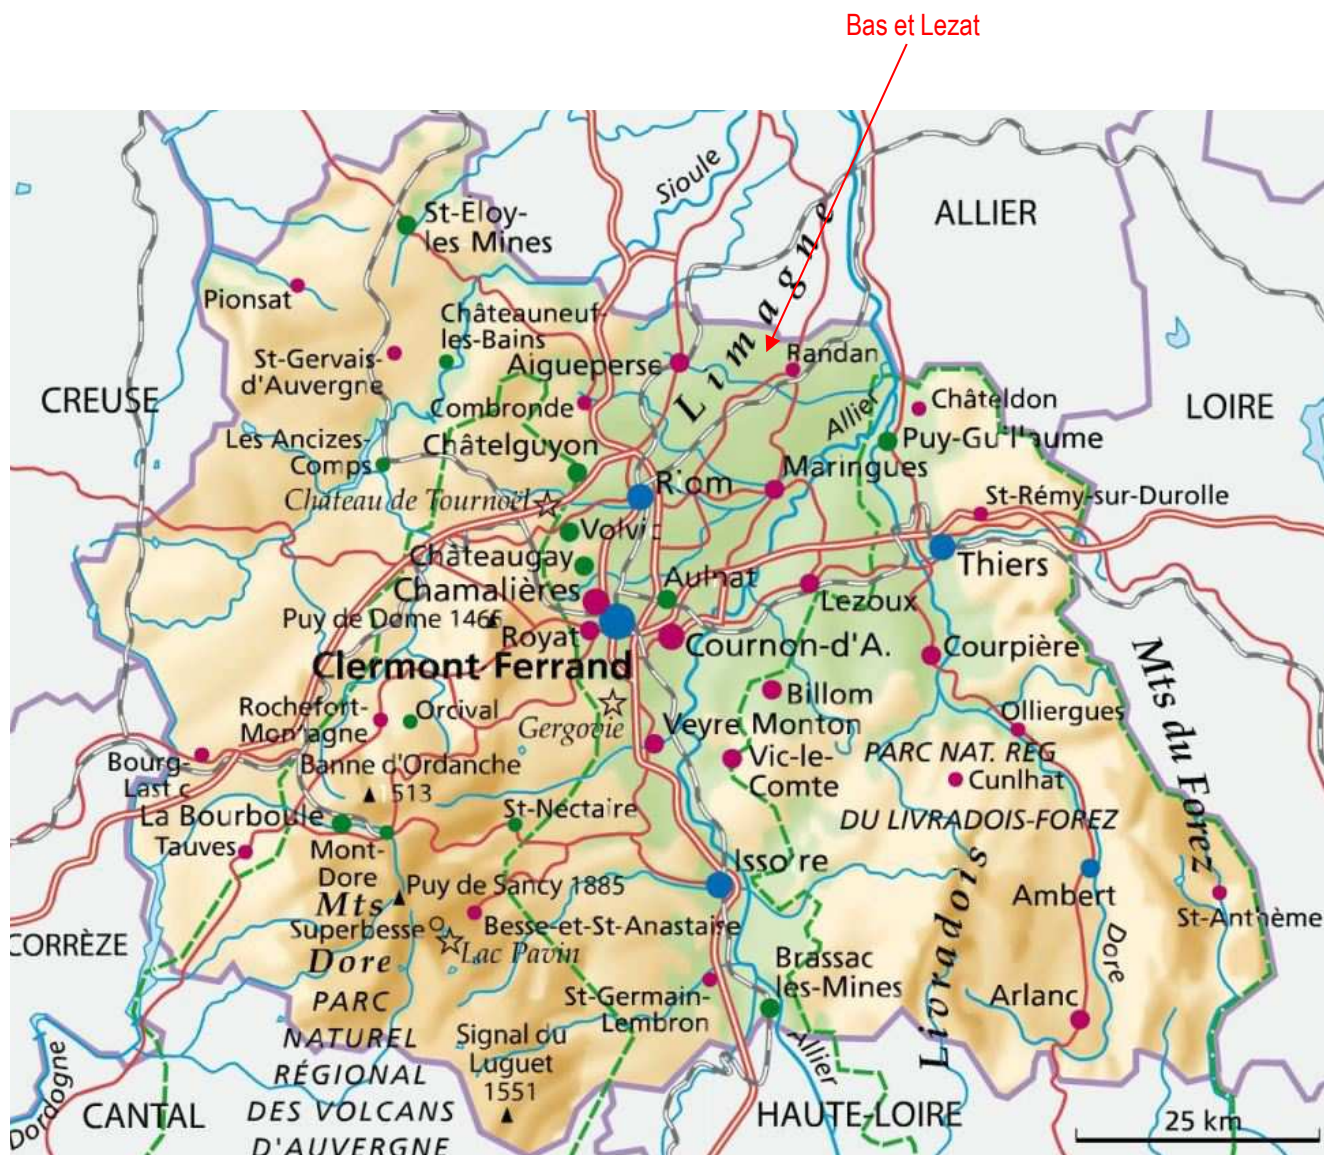 Bas et Lezat
Sioule
ALLIER
St-Éloy-
les Mines
Limagne
Pionsat
Châteauneuf-
les-Bains
St-Gervais-
d'Auvergne
Aigueperse
Randan
CREUSE
Combronde
Allier
Châteldon
LOIRE
Les Ancizes-
Comps
Châtelguyon
Puy-Gu'l'aume
Maringues
Château de Tournoël
Riom
St-Rémy-sur-Durolle
Volvic
Châteaugay
Aulnat
Thiers
Chamalières
Lezoux
Puy de Dome 1465
Royat
Cournon-d'A.
Courpière
Clermont Ferrand
Mts du Forez
Billom
Rochefort-
Montagne
Orcival
Gergovie
Veyre Monton
Olliergues
Bourg-
Last c
Banne d'Ordanche
1513
Vic-le-
Comte
PARC NAT. REG
Cunlhat
La Bourboule
St-Nectaire
DU LIVRADOIS-FOREZ
Tauves
Mont-
Dore
Issoire
Livradois
Puy de Sancy 1885
Ambert
Mts
Dore
Superbesse
Besse-et-St-Anastaise
St-Anthème
CORRÈZE
Lac Pavin
Dore
Brassac
les-Mines
PARC
NATUREL
RÉGIONAL
DES VOLCANS
D'AUVERGNE
St-Germain-
Lembron
Arlanc
Signal du
Luguet
1551
Allier
Dordogne
CANTAL
HAUTE-LOIRE
25 km